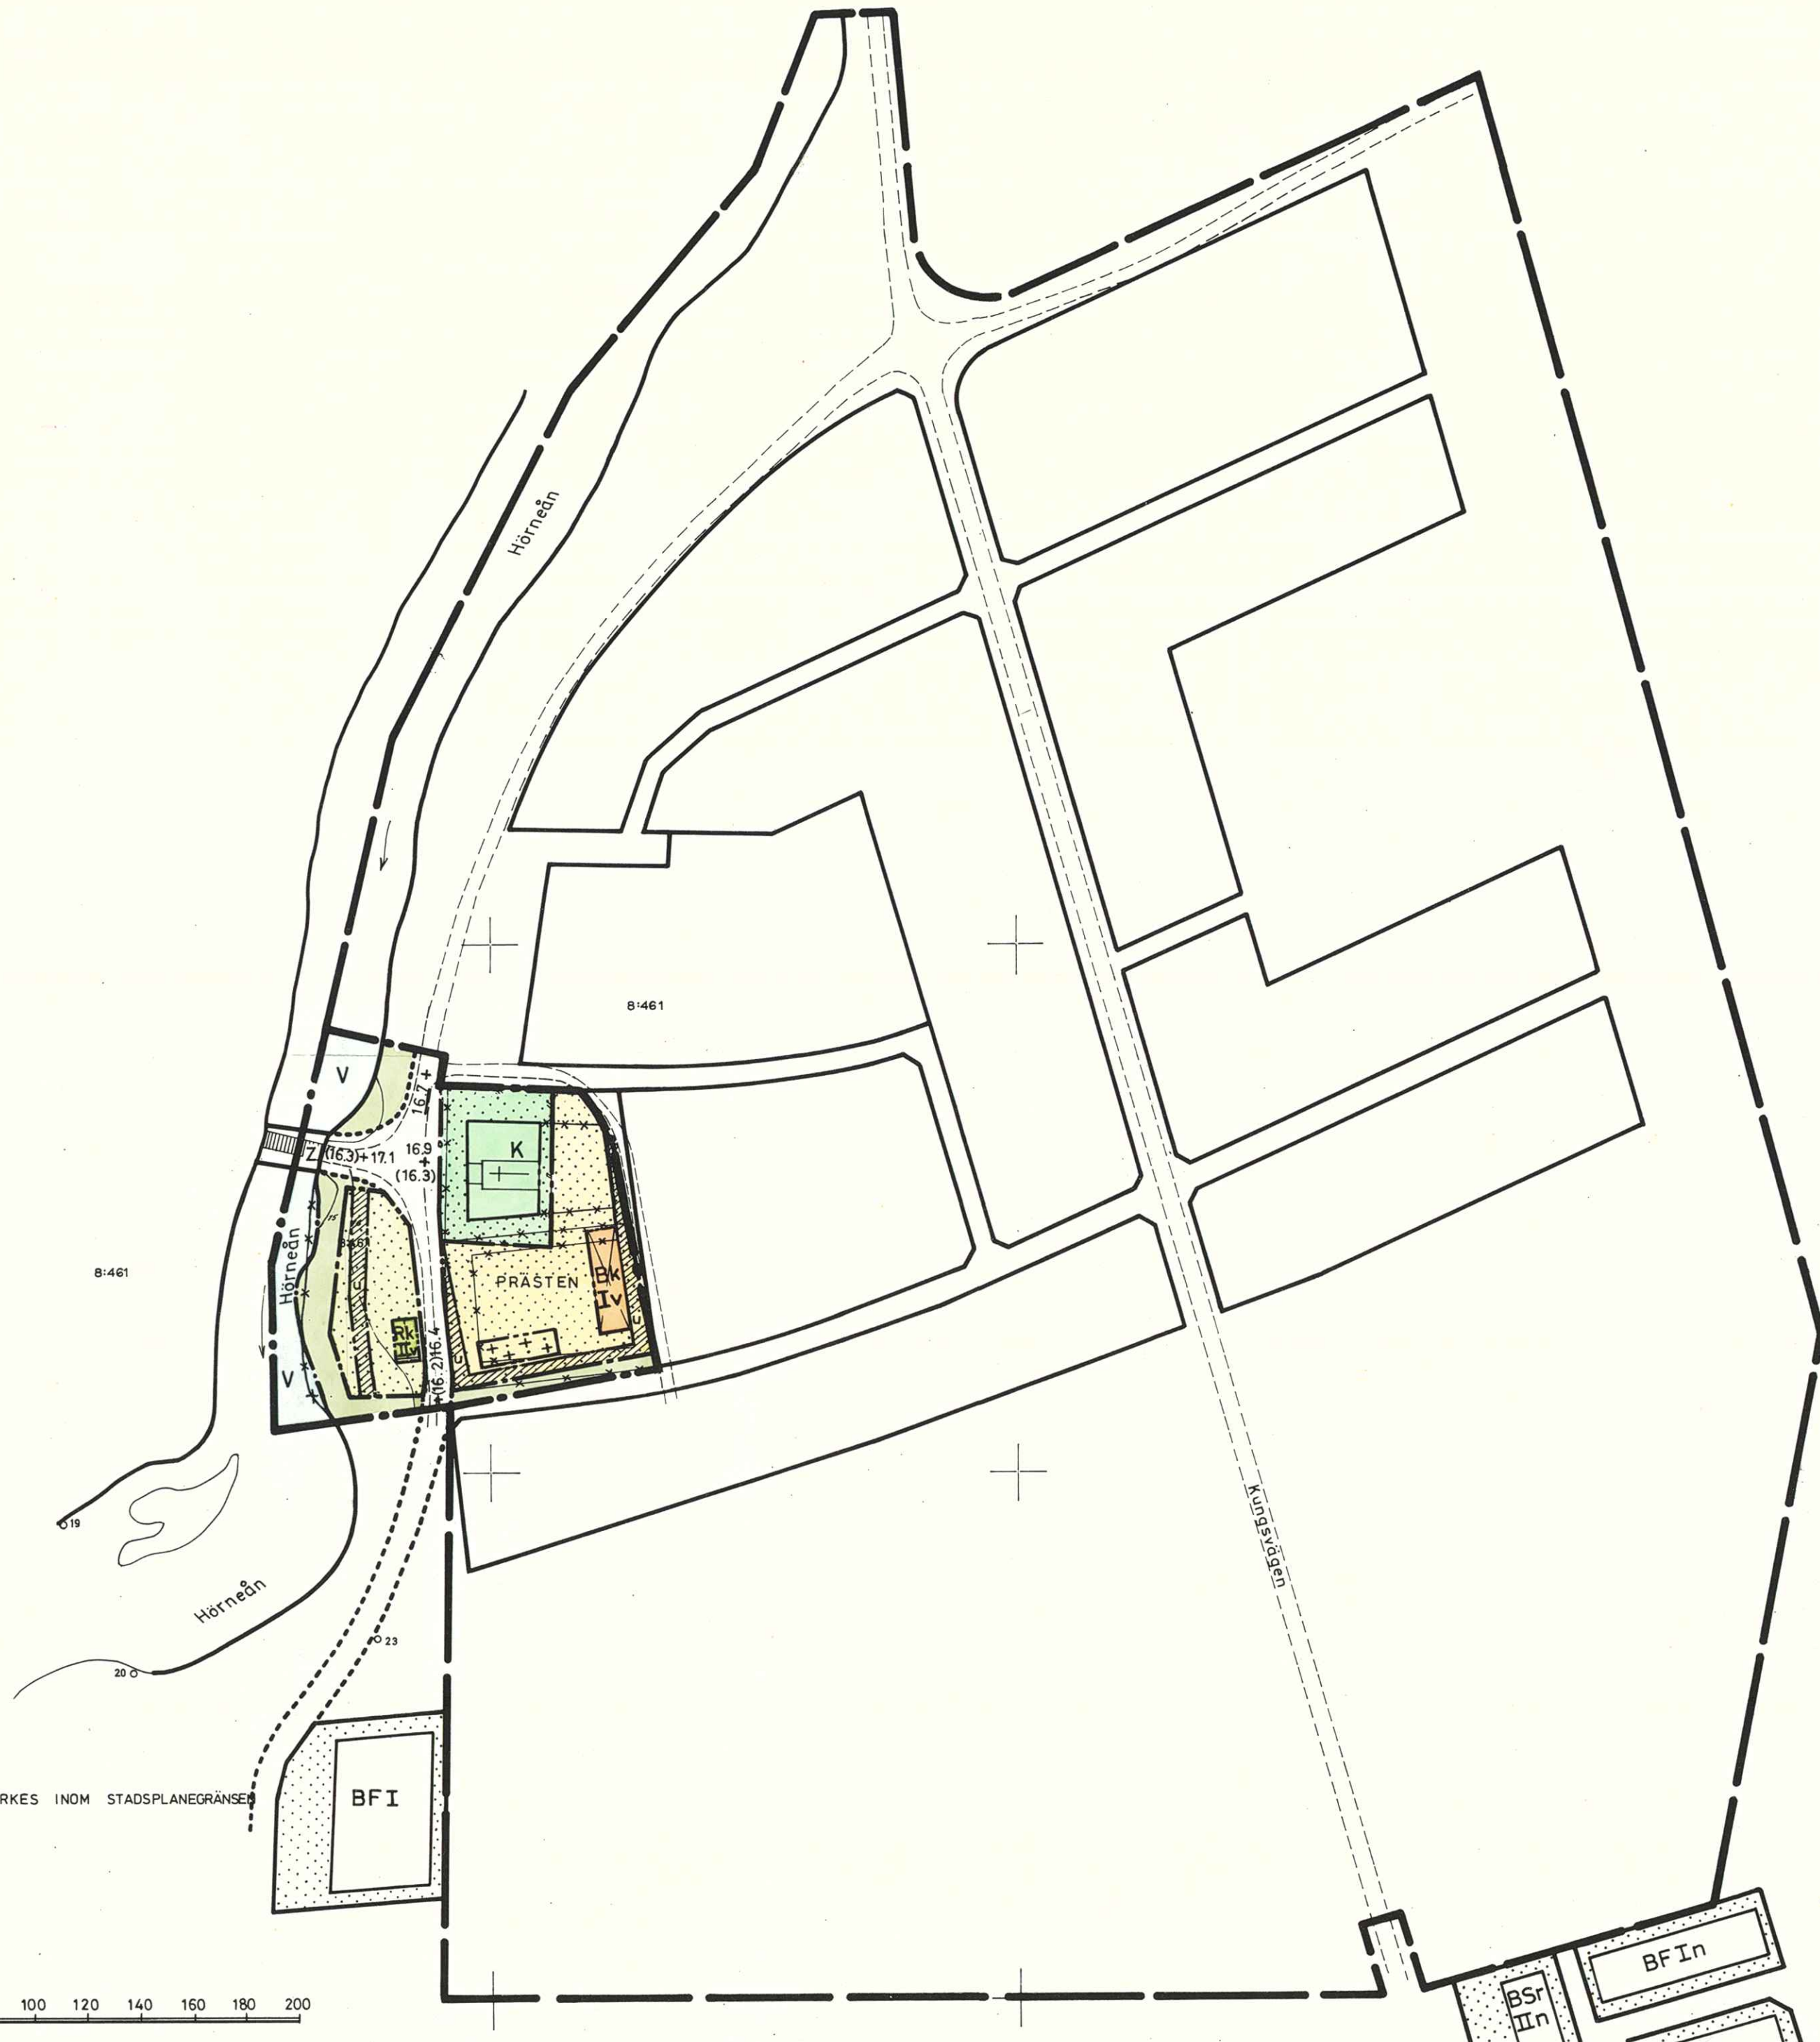 Hörneån
8:461
V
16.7
+
Z
(16.3)+17.1
16.9
+
(16.3)
K
8:461
Hörneån
PRÄSTEN
Bk
Iv
u
u
u
Rk
IIv
(16.2)16.4
V
19
Hörneån
Kungsvägen
23
20
RKES INOM STADSPLANEGRÄNSEN
BFI
BFIn
BSr
IIn
100 120 140 160 180 200